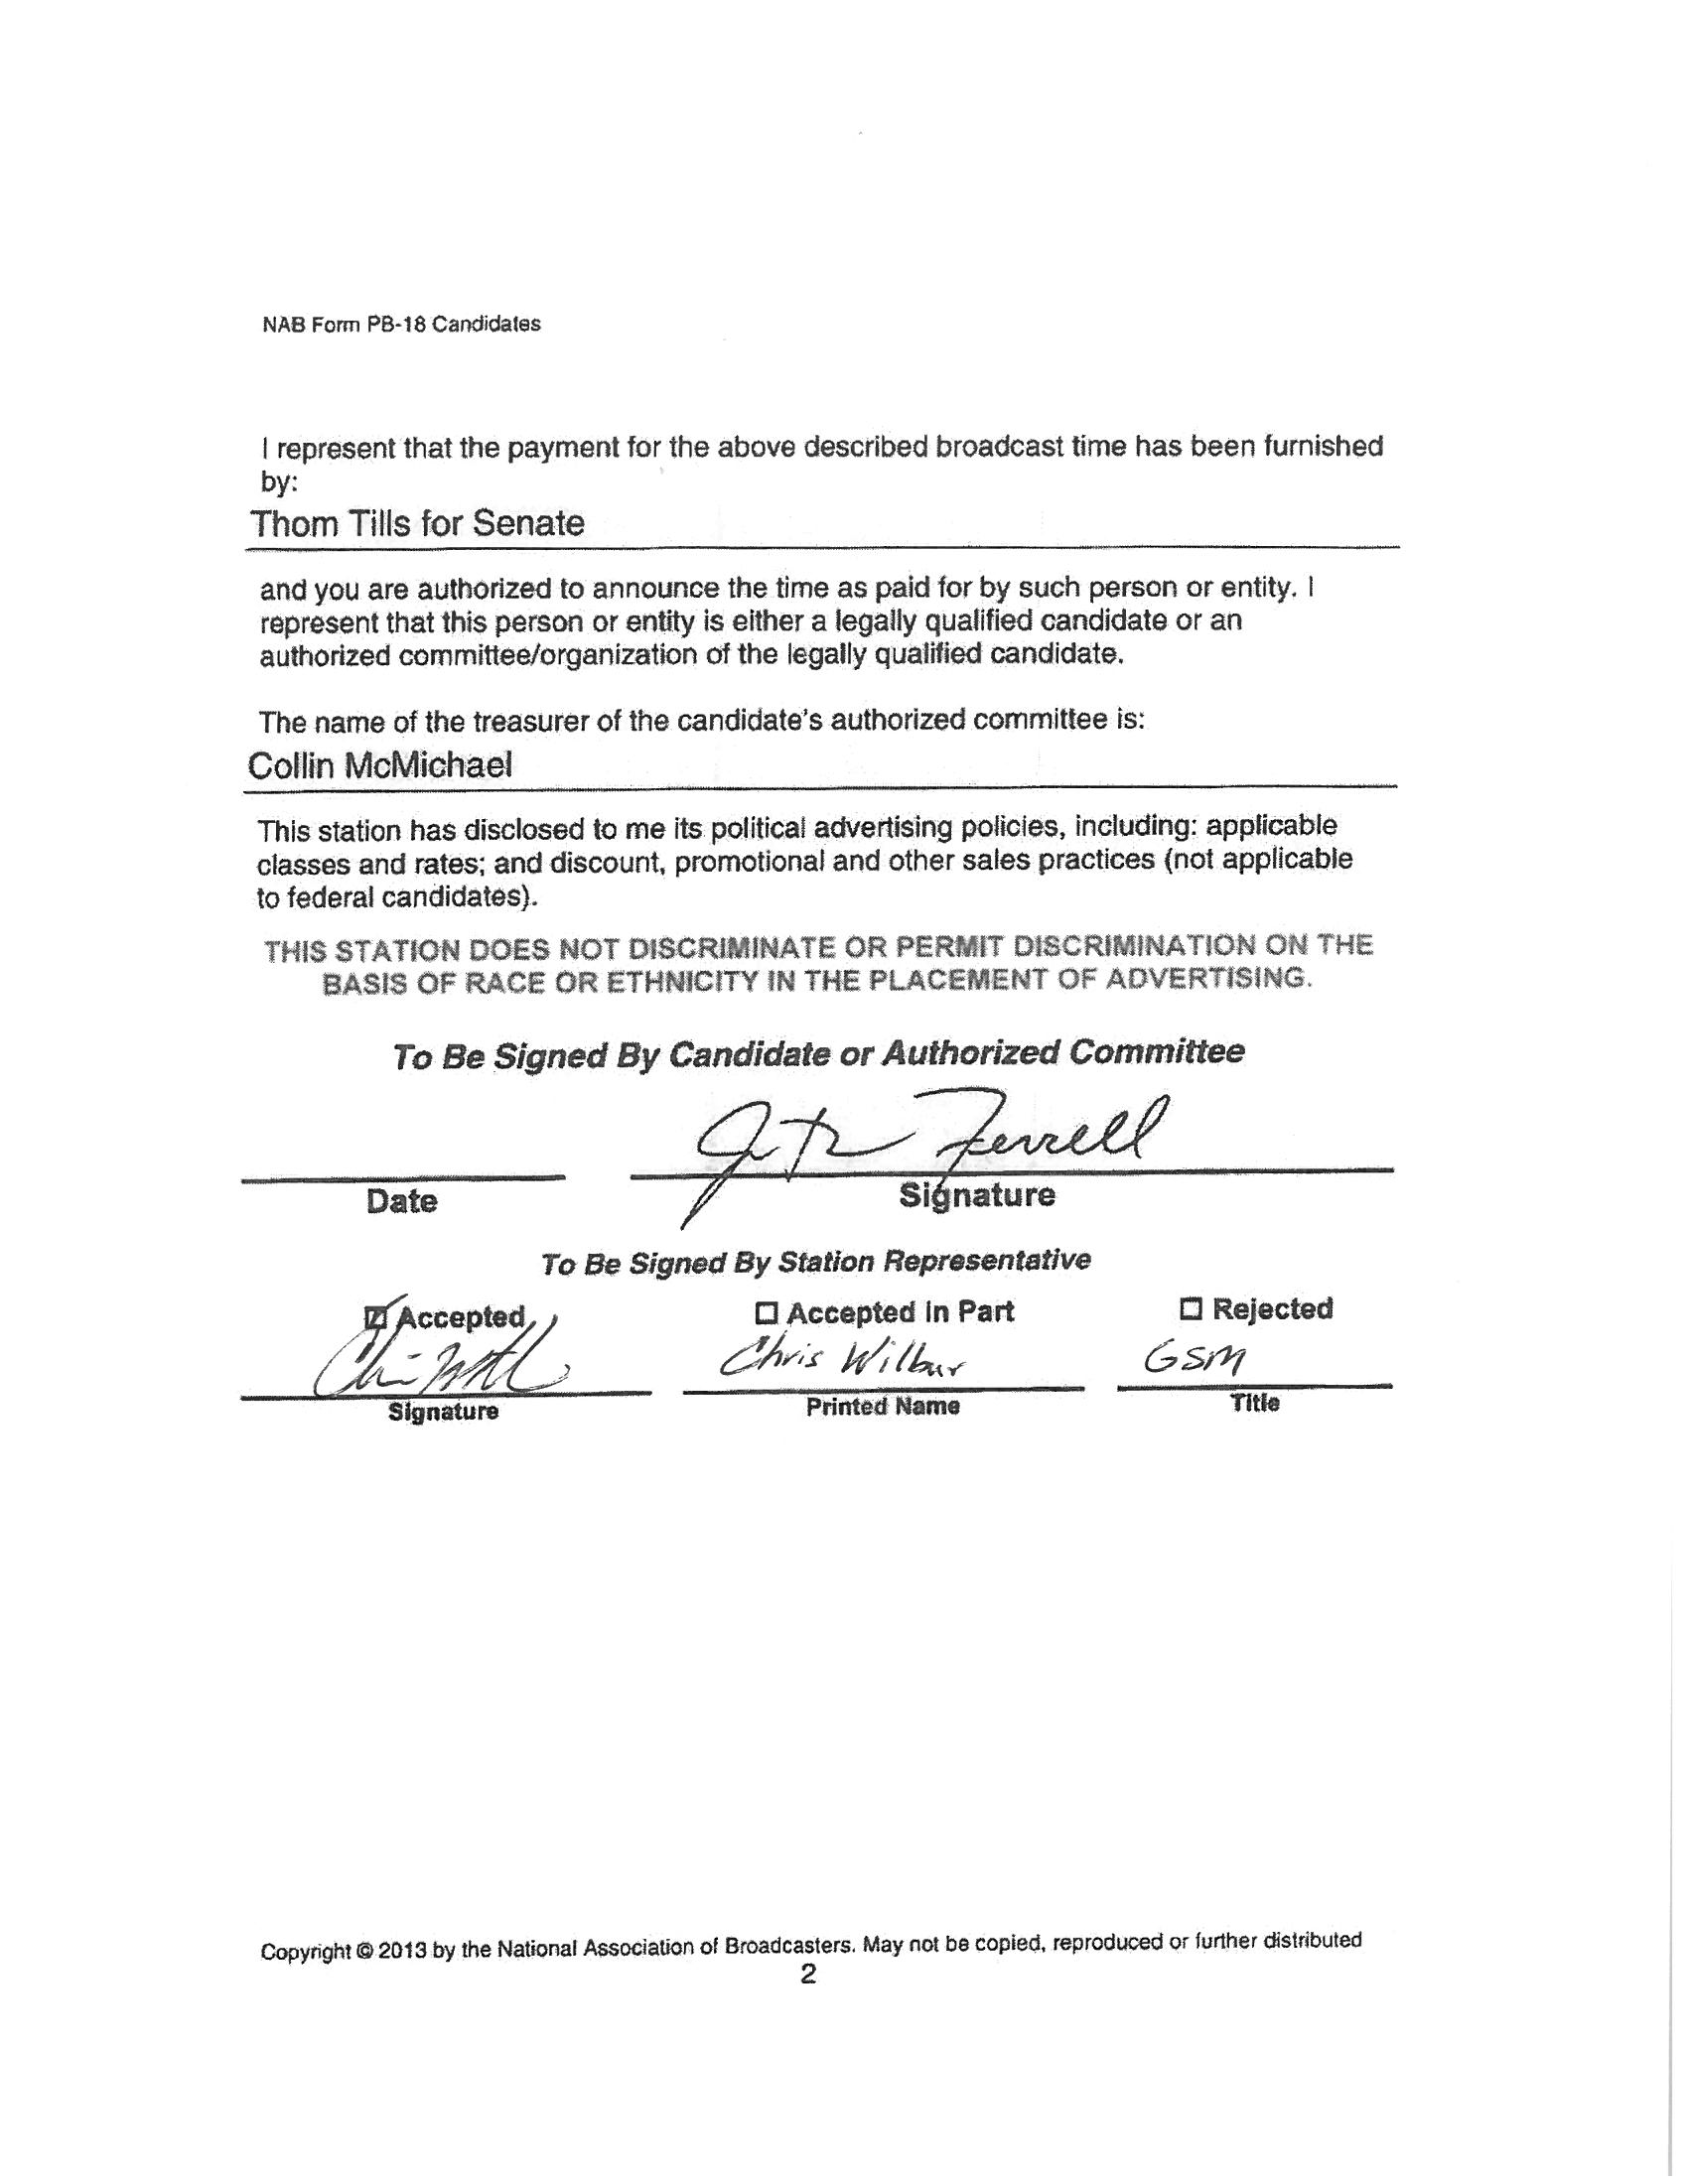 NAB Form PB-18 Candidates
I represent that the payment for the above described broadcast time has been furnished
by:
Thom Tills for Senate
and you are authorized to announce the time as paid for by such person or entity. I
represent that this person or entity is either a legally qualified candidate or an
authorized committee/organization of the legally qualified candidate.
The name of the treasurer of the candidate's authorized committee is:
Collin McMichael
This station has disclosed to me its political advertising policies, including: applicable
classes and rates; and discount, promotional and other sales practices (not applicable
to federal candidates).
THIS STATION DOES NOT DISCRIMINATE OR PERMIT DISCRIMINATION ON THE
BASIS OF RACE OR ETHNICITY IN THE PLACEMENT OF ADVERTISING.
To Be Signed By Candidate or Authorized Committee
Ferrell
Date Signature
To Be Signed By Station Representative
☑ Accepted ☐ Accepted in Part ☐ Rejected
Chris Wilbur GSM
Signature Printed Name Title
Copyright © 2013 by the National Association of Broadcasters. May not be copied, reproduced or further distributed
2